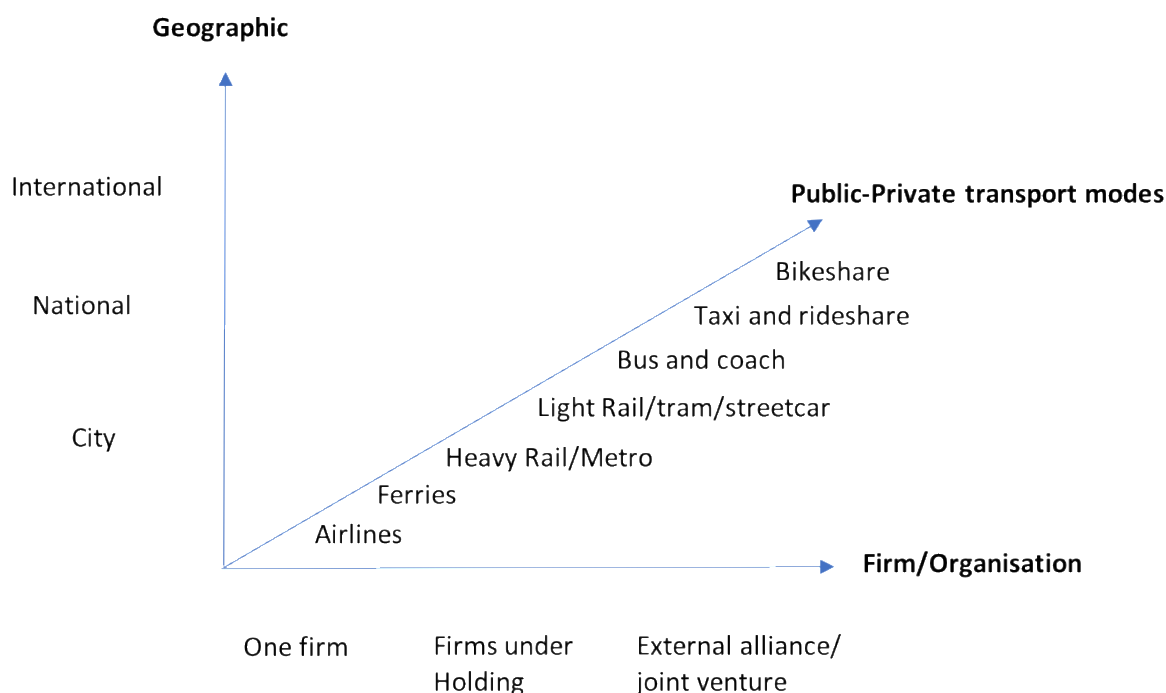 Geographic
International
Public-Private transport modes
Bikeshare
National
Taxi and rideshare
Bus and coach
Light Rail/tram/streetcar
City
Heavy Rail/Metro
Ferries
Airlines
Firm/Organisation
One firm
Firms under
Holding
External alliance/
joint venture